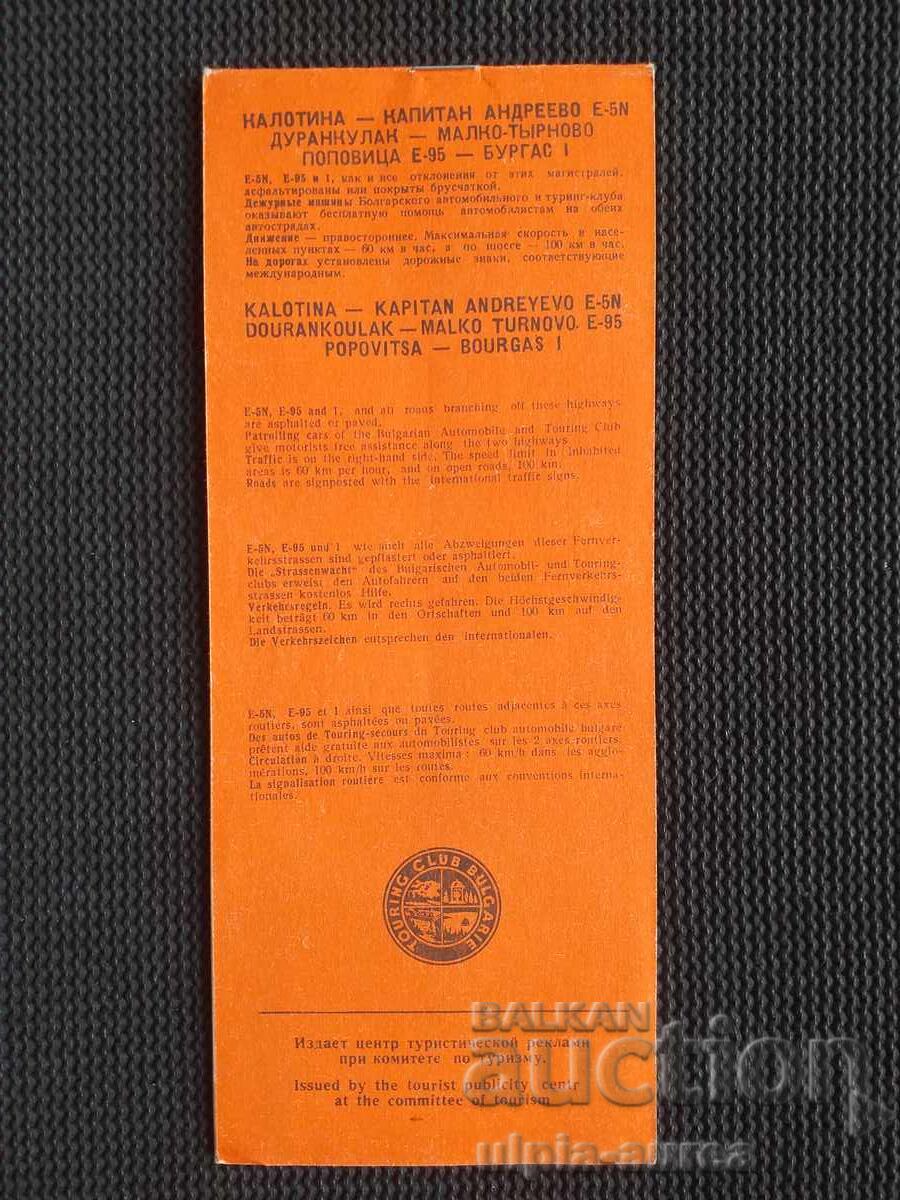 КАЛОТИНА — КАПИТАН АНДРЕЕВО Е-5N
ДУРАНКУЛАК — МАЛКО-ТЫРНОВО
ПОПОВИЦА Е-95 — БУРГАС I
Е-5N, Е-95 и 1, как и все отклонения от этих магистралей,
асфальтированы или покрыты брусчаткой.
Дежурные машины Болгарского автомобильного и туринг-клуба
оказывают бесплатную помощь автомобилистам на обеих
автострадах.
Движение — правостороннее. Максимальная скорость в насе-
ленных пунктах — 60 км в час, а по шоссе — 100 км в час.
На дорогах установлены дорожные знаки, соответствующие
международным.
KALOTINA — KAPITAN ANDREYEVO E-5N
DOURANKOULAK — MALKO TURNOVO. E-95
POPOVITSA — BOURGAS I
E-5N, E-95 and 1, and all roads branching off these highways
are asphalted or paved.
Patrolling cars of the Bulgarian Automobile and Touring Club
give motorists free assistance along the two highways
Traffic is on the right-hand side. The speed limit in inhabited
areas is 60 km per hour, and on open roads, 100 km.
Roads are signposted with the international traffic signs.
E-5N, E-95 und 1 wie auch alle Abzweigungen dieser Fernver-
kehrsstrassen sind gepflastert oder asphaltiert.
Die „Strassenwacht" des Bulgarischen Automobil- und Touring-
clubs erweist den Autofahrern auf den beiden Fernverkehrs-
strassen kostenlos Hilfe.
Verkehrsregeln. Es wird rechts gefahren. Die Höchstgeschwindig-
keit beträgt 60 km in den Ortschaften und 100 km auf den
Landstrassen.
Die Verkehrszeichen entsprechen den internationalen.
E-5N, E-95 et 1 ainsi que toutes routes adjacentes à ces axes
routiers, sont asphaltées ou pavées.
Des autos de Touring-secours du Touring club automobile bulgare
prêtent aide gratuite aux automobilistes sur les 2 axes routiers.
Circulation à droite. Vitesses maxima : 60 km/h dans les agglo-
mérations, 100 km/h sur les routes.
La signalisation routière est conforme aux conventions interna-
tionales.
TOURING CLUB BULGARIE
Издает центр туристической рекламы
при комитете по туризму.
Issued by the tourist publicity centr
at the committee of tourism
BALKAN
auction
ulpia-aurea